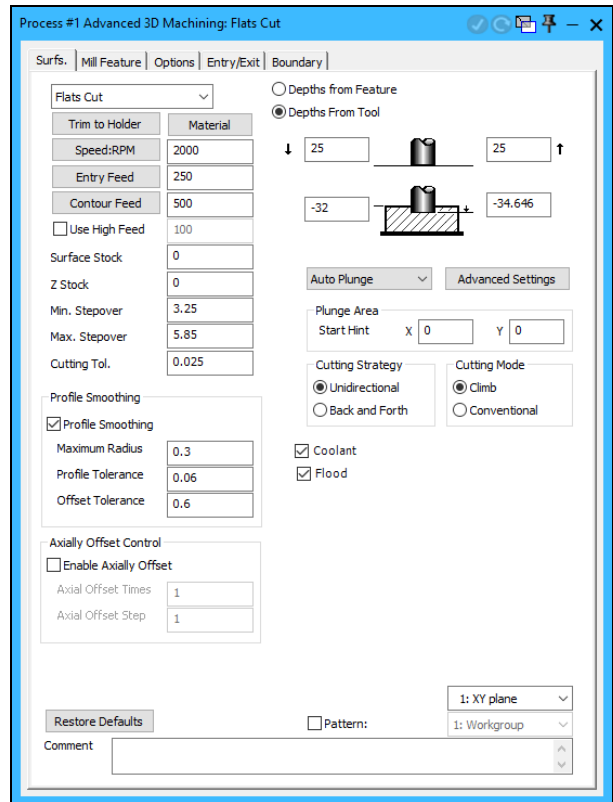 Process #1 Advanced 3D Machining: Flats Cut
Surfs. Mill Feature Options Entry/Exit Boundary
Flats Cut
Trim to Holder Material
Speed:RPM 2000
Entry Feed 250
Contour Feed 500
Use High Feed 100
Surface Stock 0
Z Stock 0
Min. Stepover 3.25
Max. Stepover 5.85
Cutting Tol. 0.025
Profile Smoothing
Profile Smoothing
Maximum Radius 0.3
Profile Tolerance 0.06
Offset Tolerance 0.6
Axially Offset Control
Enable Axially Offset
Axial Offset Times 1
Axial Offset Step 1
Depths from Feature
Depths From Tool
25 25
-32 -34.646
Auto Plunge Advanced Settings
Plunge Area
Start Hint X 0 Y 0
Cutting Strategy
Unidirectional
Back and Forth
Cutting Mode
Climb
Conventional
Coolant
Flood
1: XY plane
Restore Defaults Pattern: 1: Workgroup
Comment